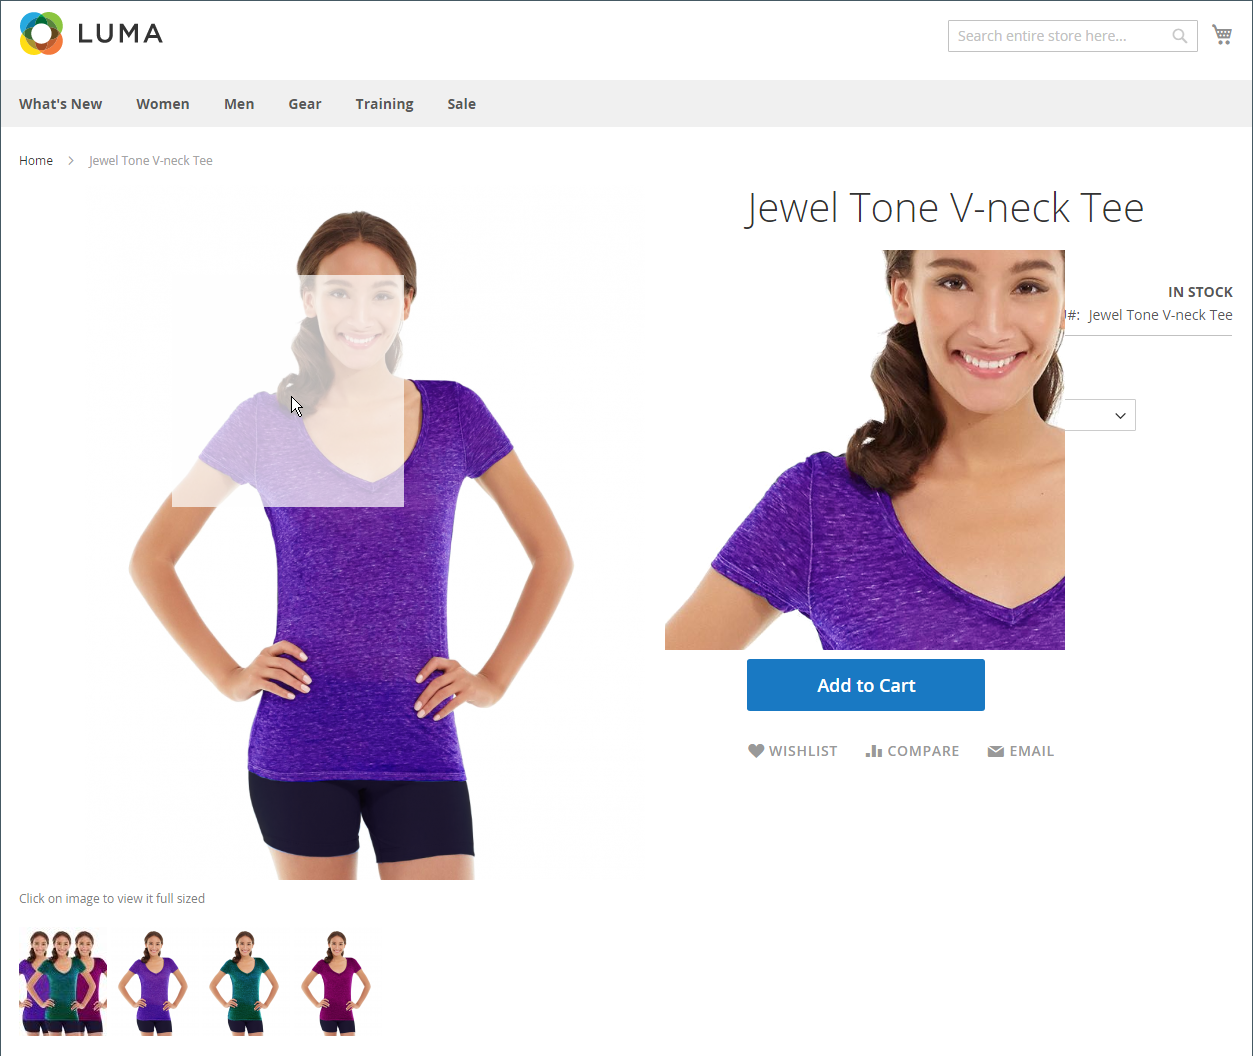 LUMA
Search entire store here...
What's New Women Men Gear Training Sale
Home Jewel Tone V-neck Tee
Jewel Tone V-neck Tee
IN STOCK
#: Jewel Tone V-neck Tee
Add to Cart
WISHLIST COMPARE EMAIL
Click on image to view it full sized